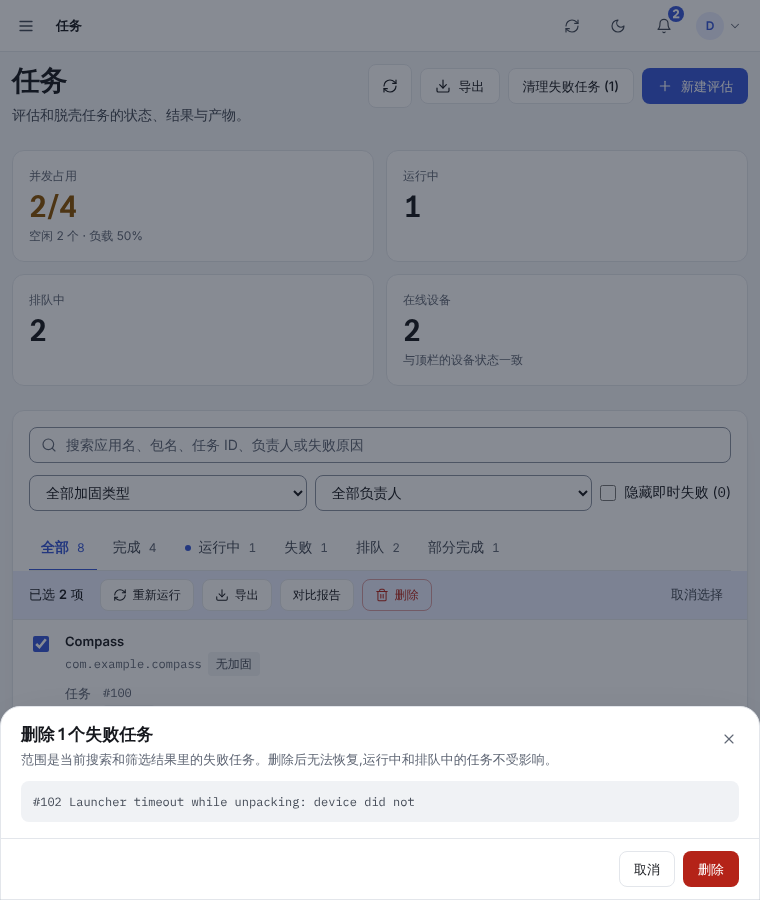 任务
2
D
任务
导出
清理失败任务 (1)
新建评估
评估和脱壳任务的状态、结果与产物。
并发占用
2/4
空闲 2 个 · 负载 50%
运行中
1
排队中
2
在线设备
2
与顶栏的设备状态一致
搜索应用名、包名、任务 ID、负责人或失败原因
全部加固类型
全部负责人
隐藏即时失败 (0)
全部 8
完成 4
运行中 1
失败 1
排队 2
部分完成 1
已选 2 项
重新运行
导出
对比报告
删除
取消选择
Compass
com.example.compass
无加固
任务 #100
删除 1 个失败任务
范围是当前搜索和筛选结果里的失败任务。删除后无法恢复,运行中和排队中的任务不受影响。
#102 Launcher timeout while unpacking: device did not
取消
删除